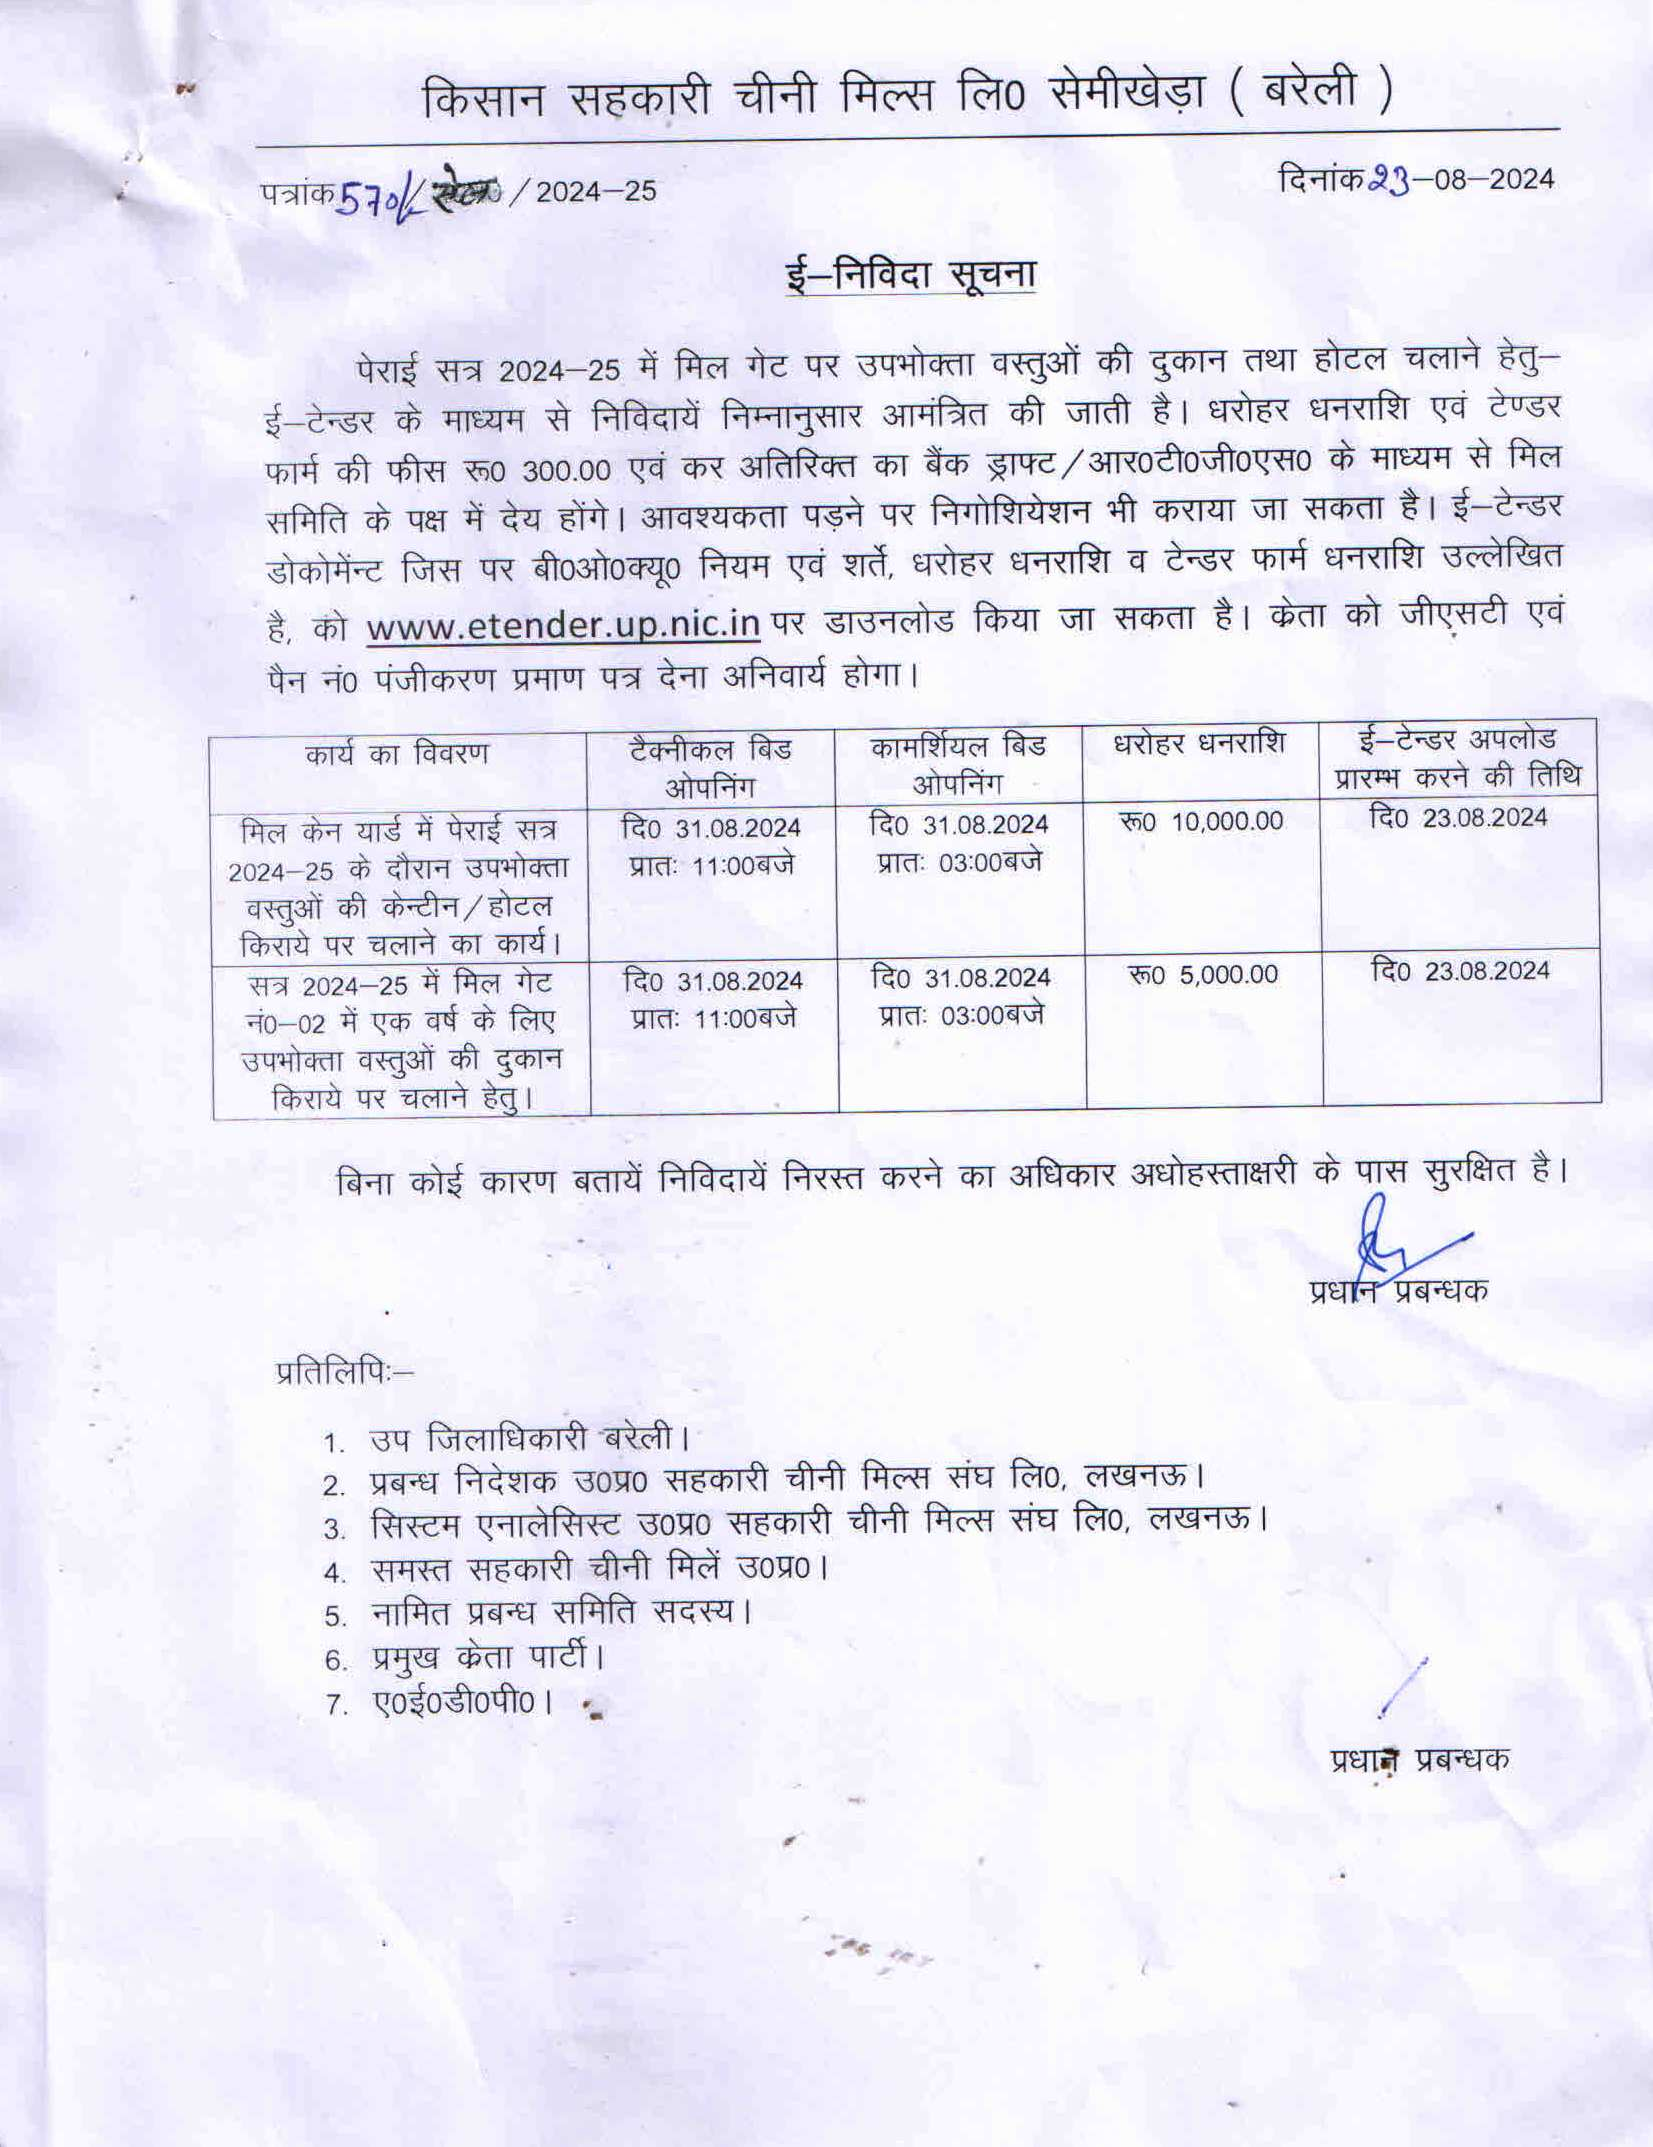 किसान सहकारी चीनी मिल्स लि0 सेमीखेड़ा ( बरेली )
पत्रांक 570/ सेल / 2024–25 दिनांक 23–08–2024
ई–निविदा सूचना
पेराई सत्र 2024–25 में मिल गेट पर उपभोक्ता वस्तुओं की दुकान तथा होटल चलाने हेतु–
ई–टेन्डर के माध्यम से निविदायें निम्नानुसार आमंत्रित की जाती है। धरोहर धनराशि एवं टेण्डर
फार्म की फीस रू0 300.00 एवं कर अतिरिक्त का बैंक ड्राफ्ट/आर0टी0जी0एस0 के माध्यम से मिल
समिति के पक्ष में देय होंगे। आवश्यकता पड़ने पर निगोशियेशन भी कराया जा सकता है। ई–टेन्डर
डोकोमेंन्ट जिस पर बी0ओ0क्यू0 नियम एवं शर्ते, धरोहर धनराशि व टेन्डर फार्म धनराशि उल्लेखित
है, को www.etender.up.nic.in पर डाउनलोड किया जा सकता है। केता को जीएसटी एवं
पैन नं0 पंजीकरण प्रमाण पत्र देना अनिवार्य होगा।
कार्य का विवरण टैक्नीकल बिड कामर्शियल बिड धरोहर धनराशि ई–टेन्डर अपलोड
ओपनिंग ओपनिंग प्रारम्भ करने की तिथि
मिल केन यार्ड में पेराई सत्र दि0 31.08.2024 दि0 31.08.2024 रू0 10,000.00 दि0 23.08.2024
2024–25 के दौरान उपभोक्ता प्रातः 11:00बजे प्रातः 03:00बजे
वस्तुओं की केन्टीन/होटल
किराये पर चलाने का कार्य।
सत्र 2024–25 में मिल गेट दि0 31.08.2024 दि0 31.08.2024 रू0 5,000.00 दि0 23.08.2024
नं0–02 में एक वर्ष के लिए प्रातः 11:00बजे प्रातः 03:00बजे
उपभोक्ता वस्तुओं की दुकान
किराये पर चलाने हेतु।
बिना कोई कारण बतायें निविदायें निरस्त करने का अधिकार अधोहस्ताक्षरी के पास सुरक्षित है।
प्रधान प्रबन्धक
प्रतिलिपिः–
1. उप जिलाधिकारी बरेली।
2. प्रबन्ध निदेशक उ0प्र0 सहकारी चीनी मिल्स संघ लि0, लखनऊ।
3. सिस्टम एनालेसिस्ट उ0प्र0 सहकारी चीनी मिल्स संघ लि0, लखनऊ।
4. समस्त सहकारी चीनी मिलें उ0प्र0।
5. नामित प्रबन्ध समिति सदस्य।
6. प्रमुख केता पार्टी।
7. ए0ई0डी0पी0।
प्रधान प्रबन्धक